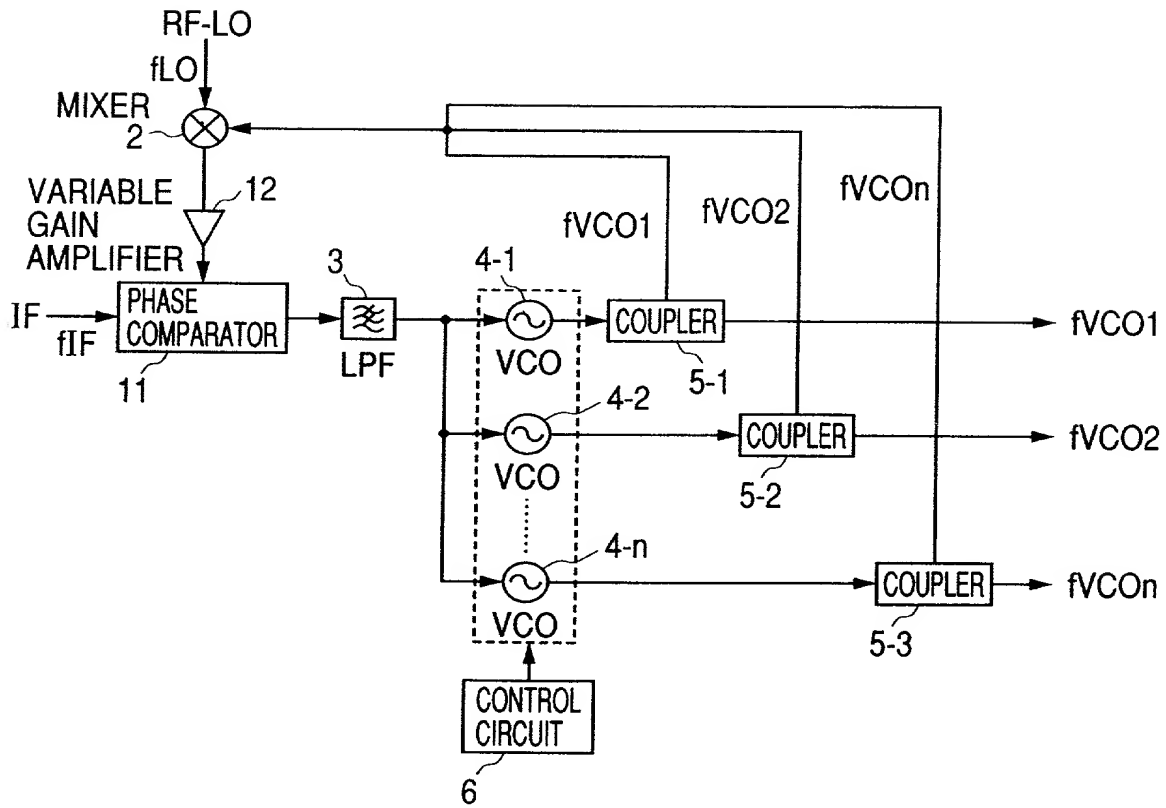 RF-LO
fLO
MIXER
2
VARIABLE
GAIN
AMPLIFIER
12
IF
fIF
PHASE
COMPARATOR
11
3
LPF
4-1
VCO
4-2
VCO
4-n
VCO
CONTROL
CIRCUIT
6
fVCO1
fVCO2
fVCOn
COUPLER
5-1
fVCO1
COUPLER
5-2
fVCO2
COUPLER
5-3
fVCOn